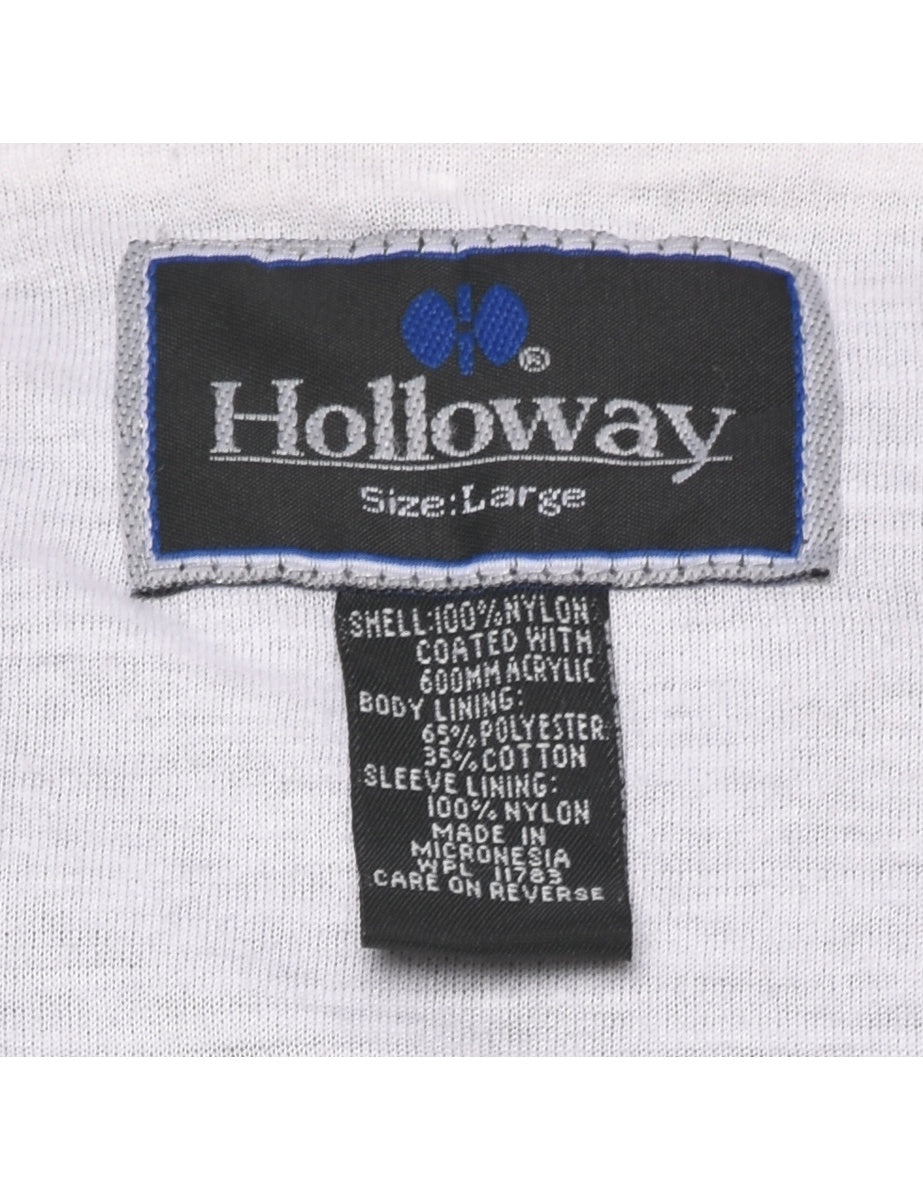 ®
Holloway
Size:Large
SHELL:100%NYLON
COATED WITH
600MM ACRYLIC
BODY LINING:
65% POLYESTER
35% COTTON
SLEEVE LINING:
100% NYLON
MADE IN
MICRONESIA
WPL 11783
CARE ON REVERSE